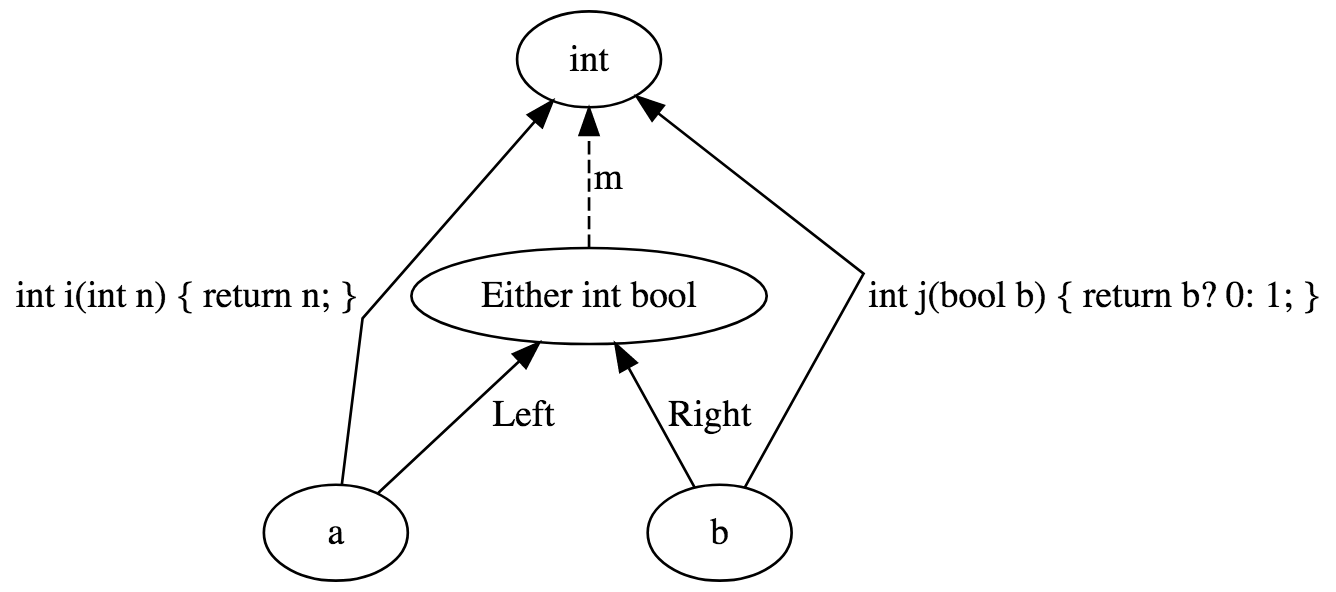 int
m
int i(int n) { return n; }
Either int bool
int j(bool b) { return b? 0: 1; }
Left
Right
a
b